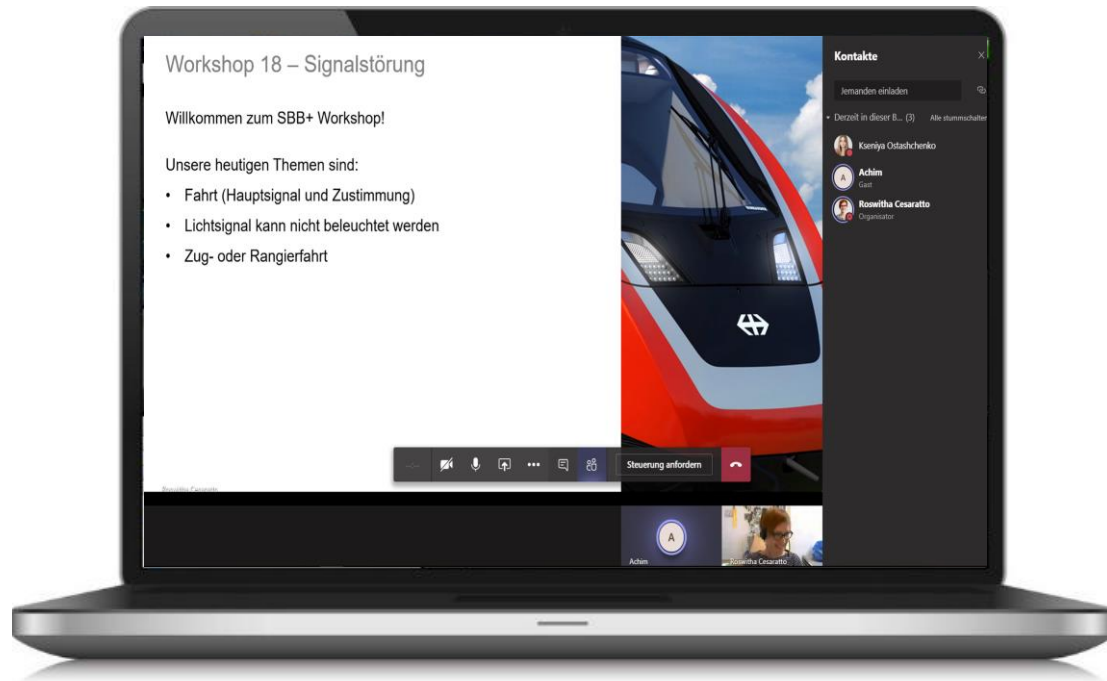 Workshop 18 – Signalstörung
Willkommen zum SBB+ Workshop!
Unsere heutigen Themen sind:
• Fahrt (Hauptsignal und Zustimmung)
• Lichtsignal kann nicht beleuchtet werden
• Zug- oder Rangierfahrt
Roswitha Cesaratto
Steuerung anfordern
A
Achim
Roswitha Cesaratto
Kontakte
Jemanden einladen
Derzeit in dieser B... (3) Alle stummschalten
Kseniya Ostashchenko
A
Achim
Gast
Roswitha Cesaratto
Organisator